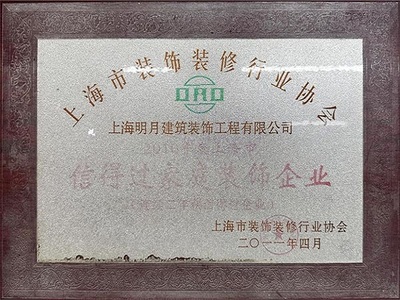 上海市装饰装修行业协会
上海明月建筑装饰工程有限公司
信得过家庭装饰企业
上海市装饰装修行业协会
二〇一一年四月